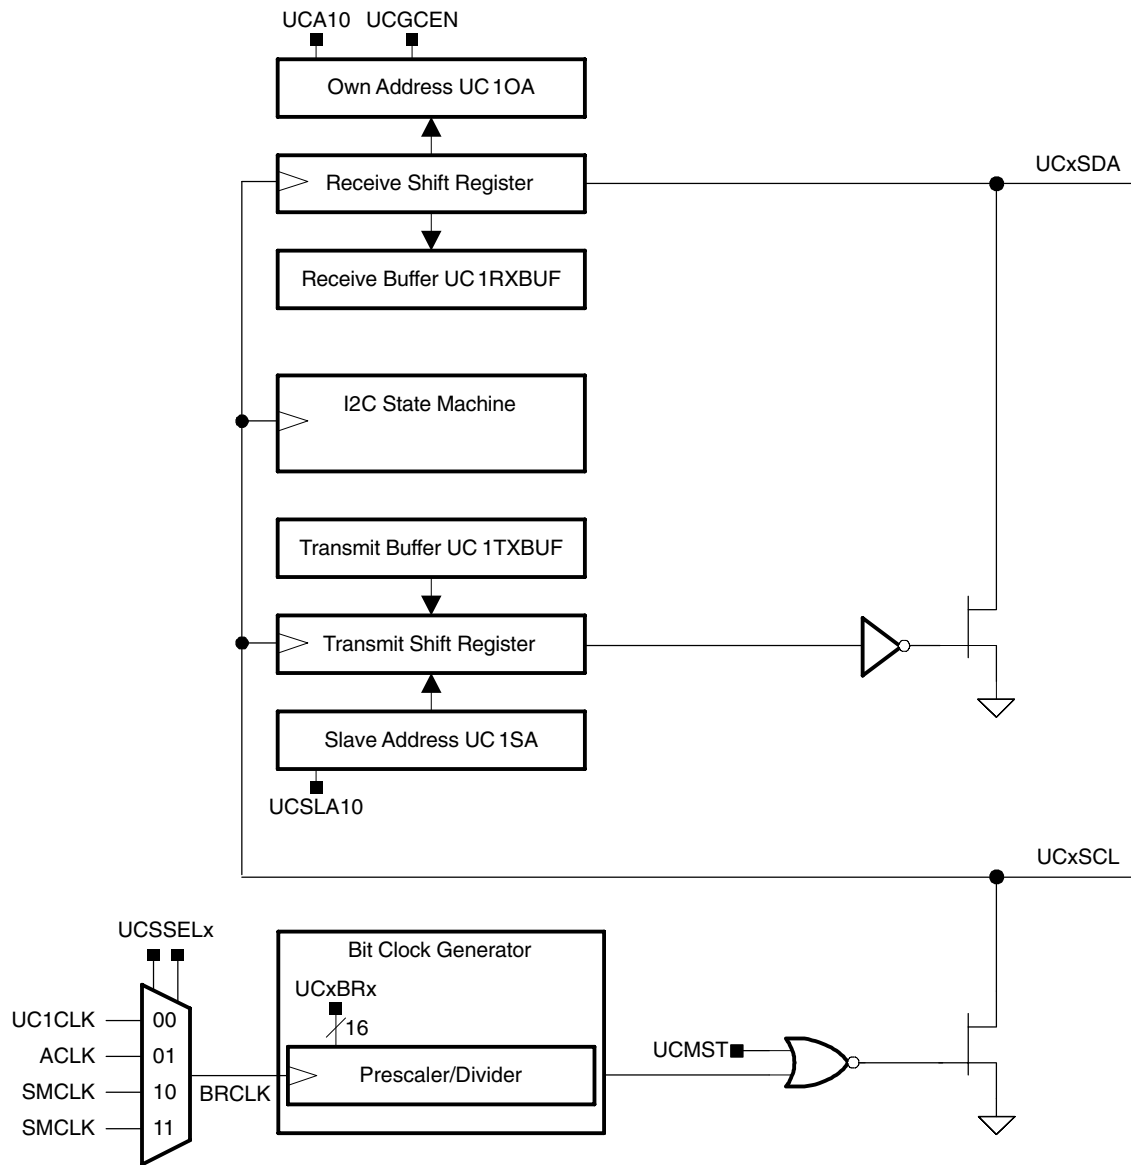 UCA10 UCGCEN
Own Address UC1OA
Receive Shift Register
UCxSDA
Receive Buffer UC1RXBUF
I2C State Machine
Transmit Buffer UC1TXBUF
Transmit Shift Register
Slave Address UC1SA
UCSLA10
UCxSCL
UCSSELx
Bit Clock Generator
UCxBRx
16
UC1CLK 00
ACLK 01
SMCLK 10
SMCLK 11
BRCLK
Prescaler/Divider
UCMST